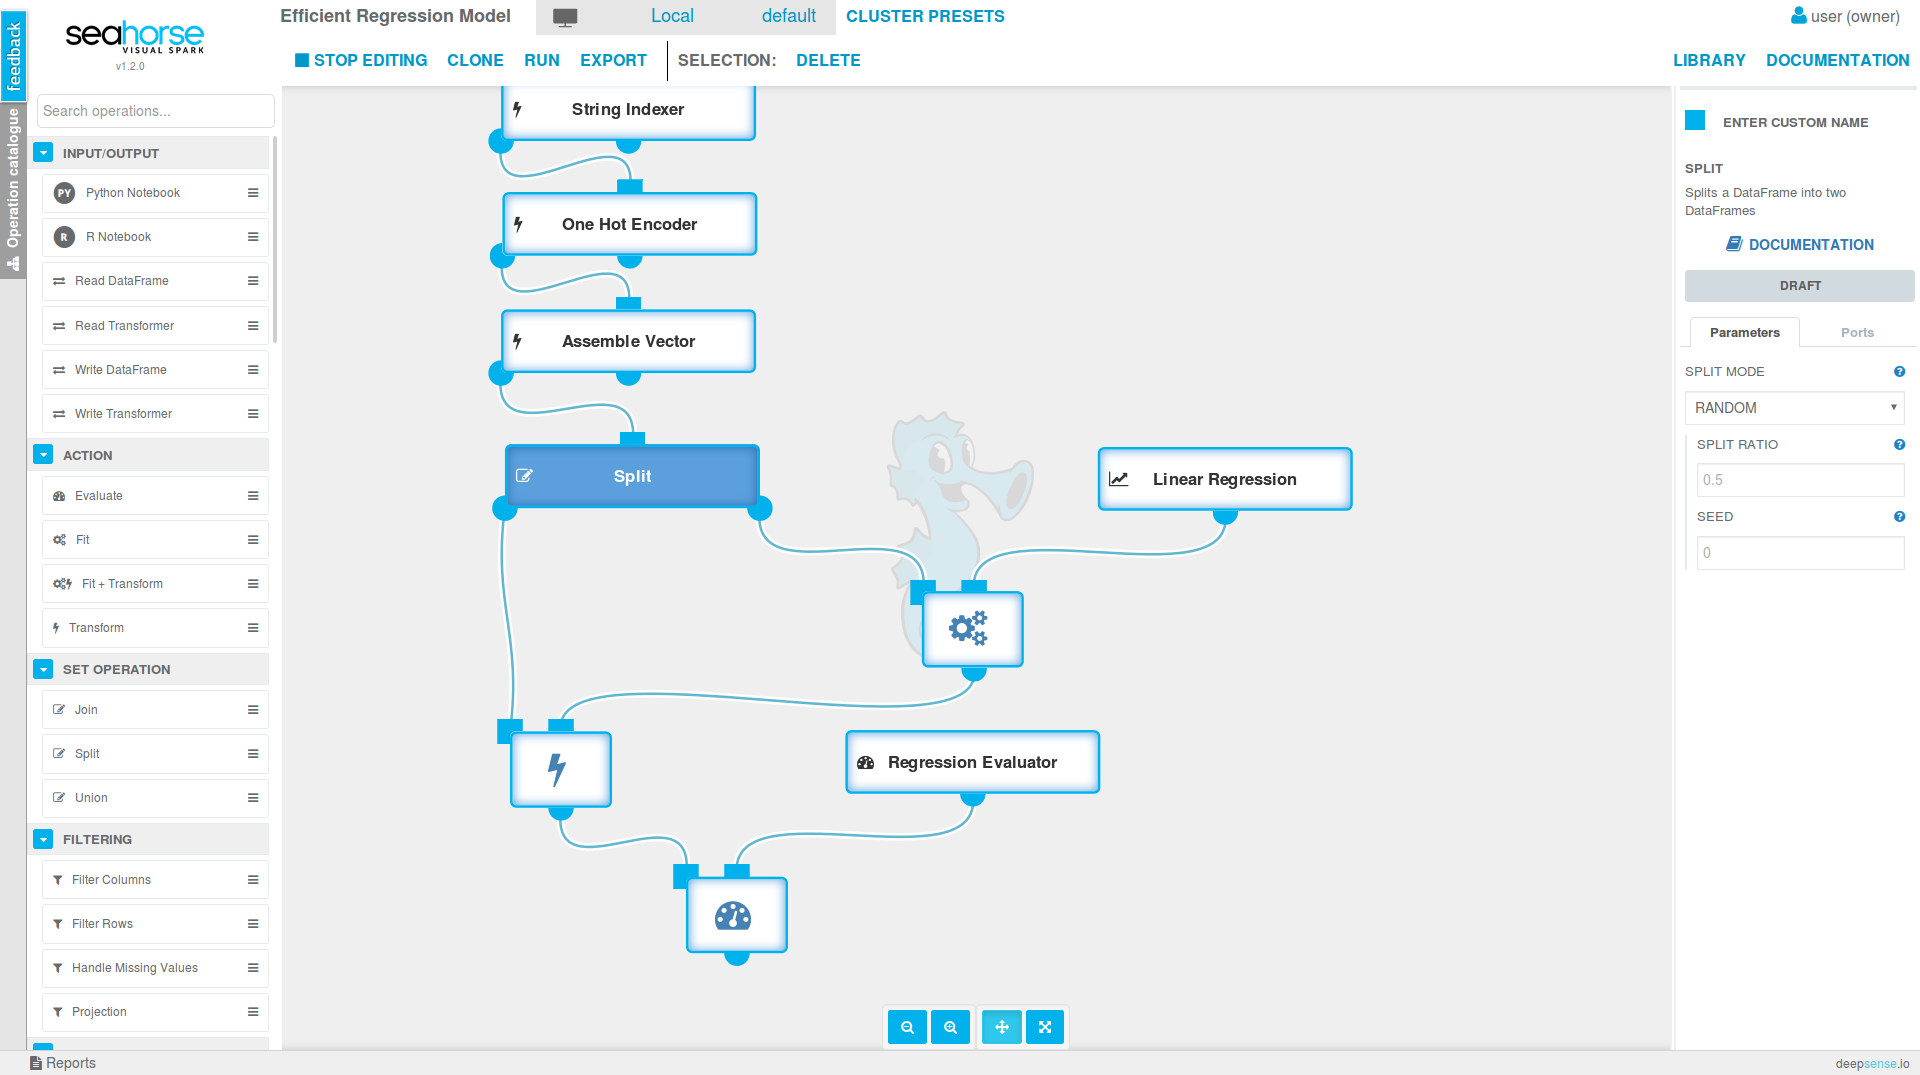 feedback
Operation catalogue
seahorse
VISUAL SPARK
v1.2.0
Efficient Regression Model
Local
default
CLUSTER PRESETS
user (owner)
STOP EDITING
CLONE
RUN
EXPORT
SELECTION:
DELETE
LIBRARY
DOCUMENTATION
Search operations...
INPUT/OUTPUT
PY Python Notebook
R R Notebook
Read DataFrame
Read Transformer
Write DataFrame
Write Transformer
ACTION
Evaluate
Fit
Fit + Transform
Transform
SET OPERATION
Join
Split
Union
FILTERING
Filter Columns
Filter Rows
Handle Missing Values
Projection
String Indexer
One Hot Encoder
Assemble Vector
Split
Linear Regression
Regression Evaluator
ENTER CUSTOM NAME
SPLIT
Splits a DataFrame into two
DataFrames
DOCUMENTATION
DRAFT
Parameters
Ports
SPLIT MODE
RANDOM
SPLIT RATIO
0.5
SEED
0
Reports
deepsense.io